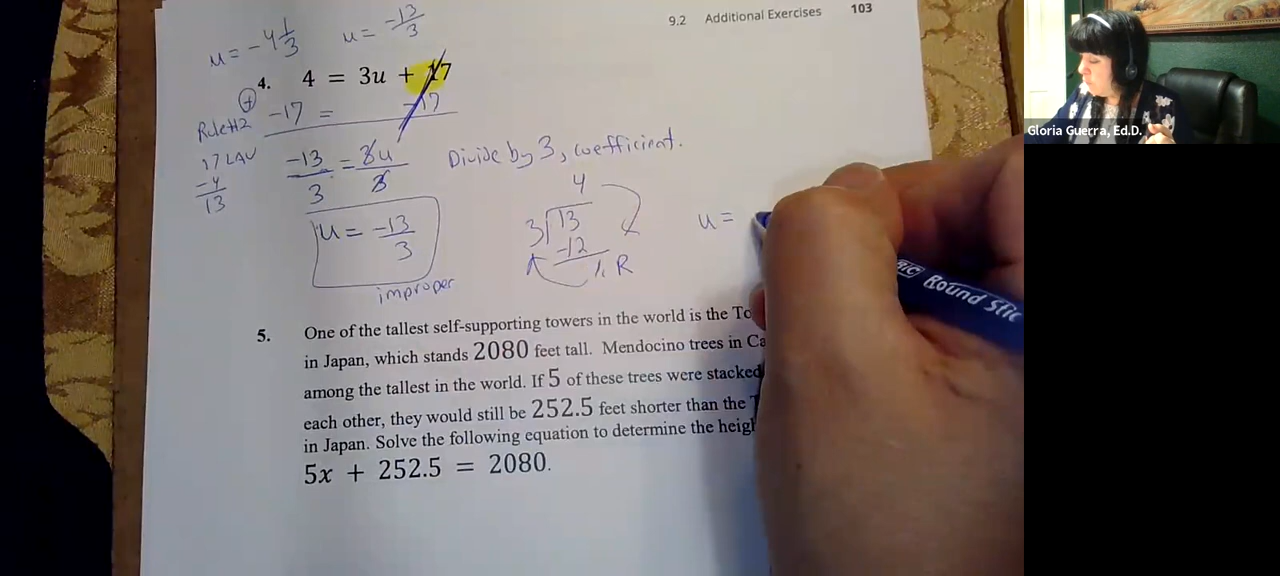 9.2 Additional Exercises 103
u = -4 1/3 u = -13/3
4. 4 = 3u + 17
+
Rule #2 -17 = -17
17 LAV
-4
13
-13/3 = 3u/3 Divide by 3, coefficient.
u = -13/3
improper
4
3 13
-12
1 R
u =
5. One of the tallest self-supporting towers in the world is the To
in Japan, which stands 2080 feet tall. Mendocino trees in Ca
among the tallest in the world. If 5 of these trees were stacked
each other, they would still be 252.5 feet shorter than the T
in Japan. Solve the following equation to determine the heig
5x + 252.5 = 2080.
Round Stic
Gloria Guerra, Ed.D.